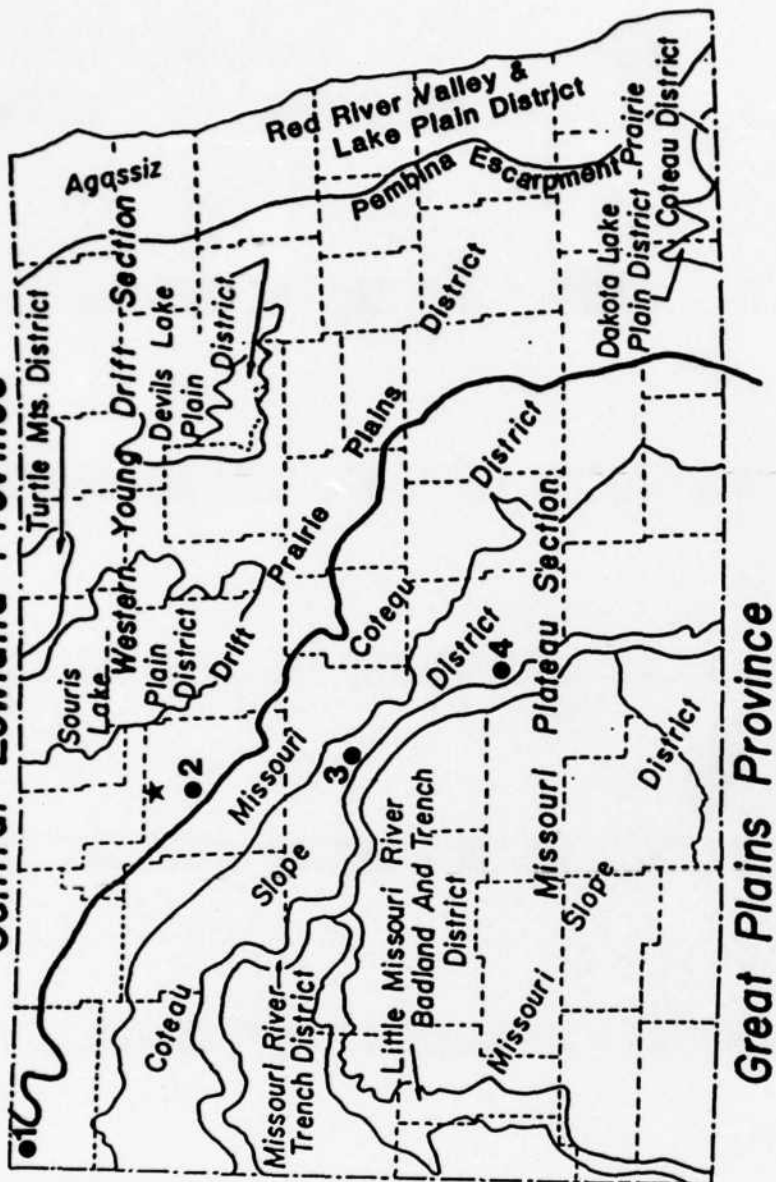 Central Lowland Province
Turtle Mts. District
Agassiz
Souris
Lake
Plain
District
Western Young Drift Section
Devils Lake
Plain
District
Red River Valley &
Lake Plain District
Pembina Escarpment
1
★ 2
3
4
Drift Prairie Plains District
Missouri Coteau District
Coteau Slope District
Missouri River
Trench District
Little Missouri River
Badland And Trench
District
Missouri Plateau Section
Missouri Slope District
Dakota Lake
Plain District
Prairie
Coteau District
Great Plains Province